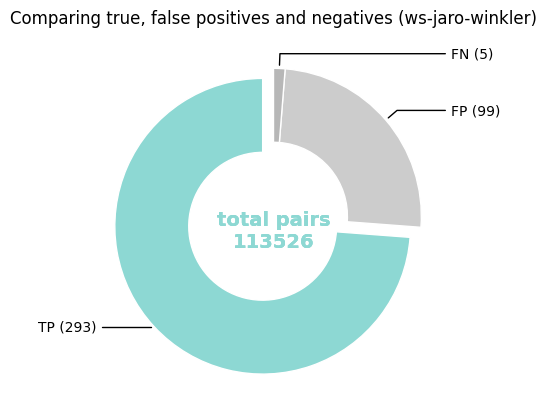 Comparing true, false positives and negatives (ws-jaro-winkler)
FN (5)
FP (99)
total pairs
113526
TP (293)